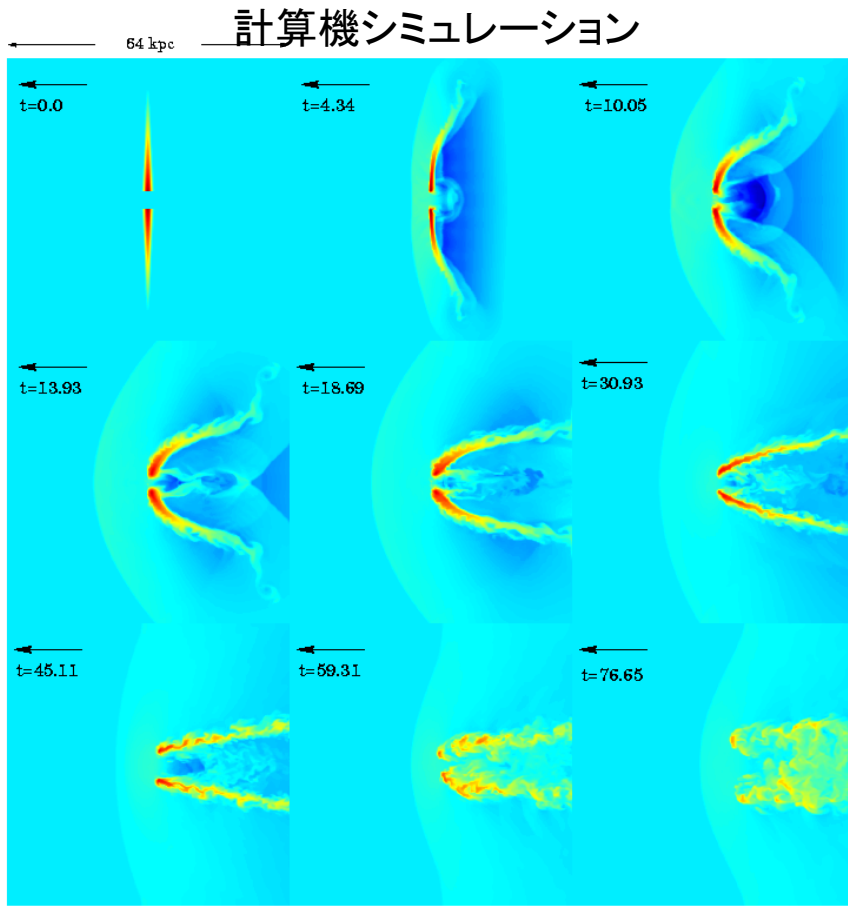 計算機シミュレーション
64 kpc
t=0.0
t=4.34
t=10.05
t=13.93
t=18.69
t=30.93
t=45.11
t=59.31
t=76.65